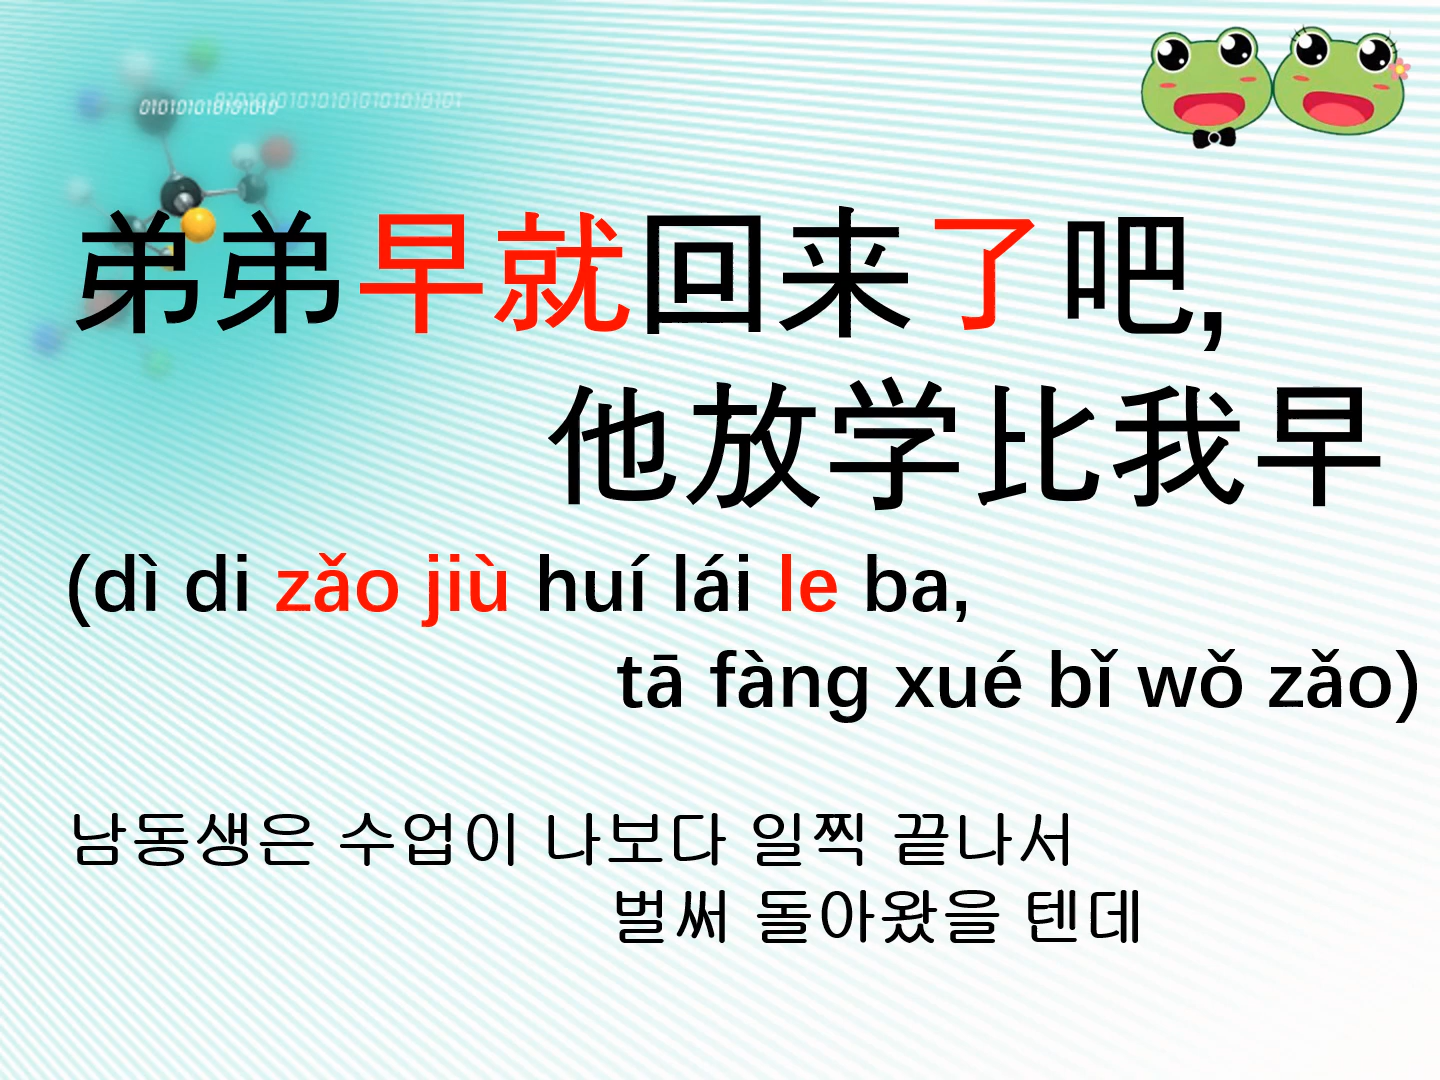 弟弟早就回来了吧,
他放学比我早
(dì di zǎo jiù huí lái le ba,
tā fàng xué bǐ wǒ zǎo)
남동생은 수업이 나보다 일찍 끝나서
벌써 돌아왔을 텐데